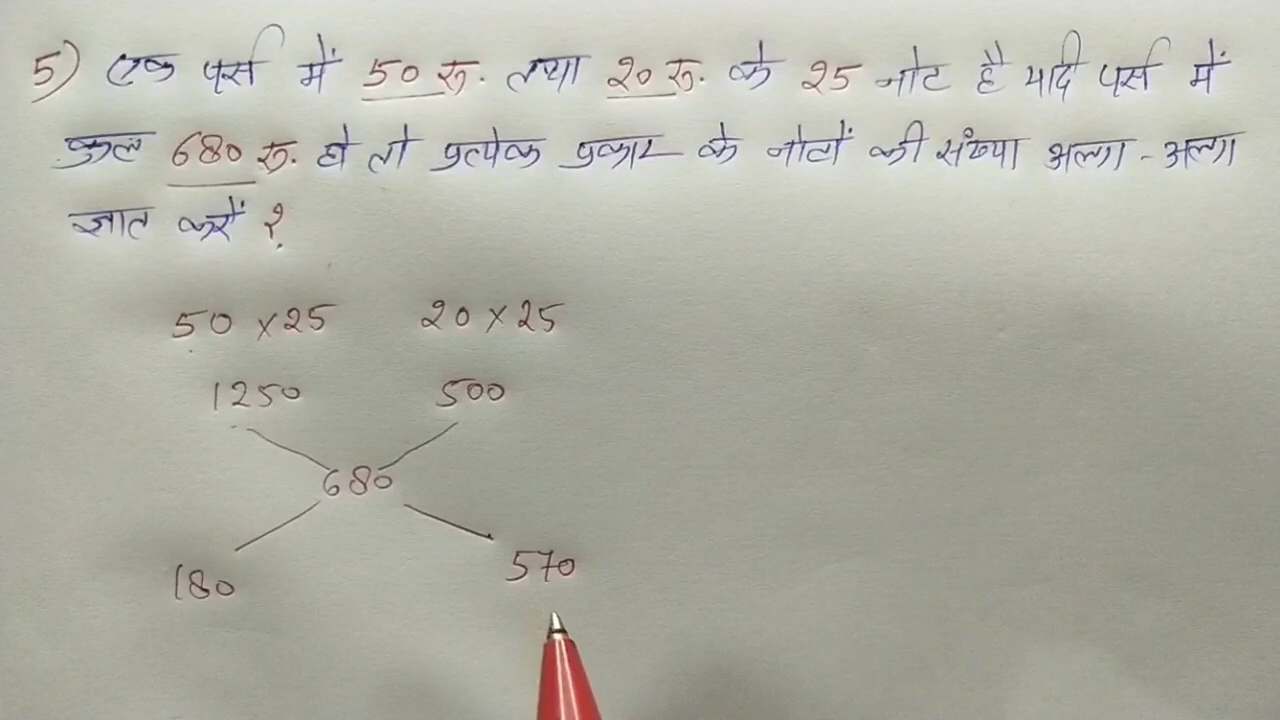 5) एक पर्स में 50 रु. तथा 20 रु. के 25 नोट है यदि पर्स में
कुल 680 रु. हो तो प्रत्येक प्रकार के नोटों की संख्या अलग - अलग
ज्ञात करें ?
50 × 25 20 × 25
1250 500
680
180 570